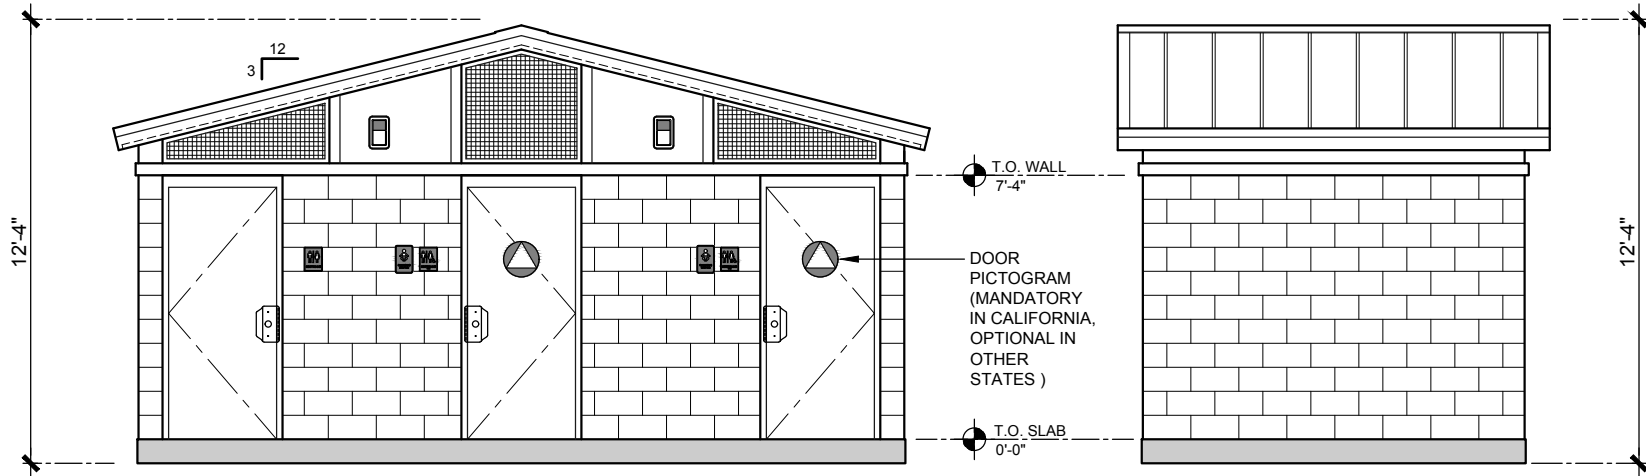 12
3
12'-4"
T.O. WALL
7'-4"
DOOR
PICTOGRAM
(MANDATORY
IN CALIFORNIA,
OPTIONAL IN
OTHER
STATES )
T.O. SLAB
0'-0"
12'-4"